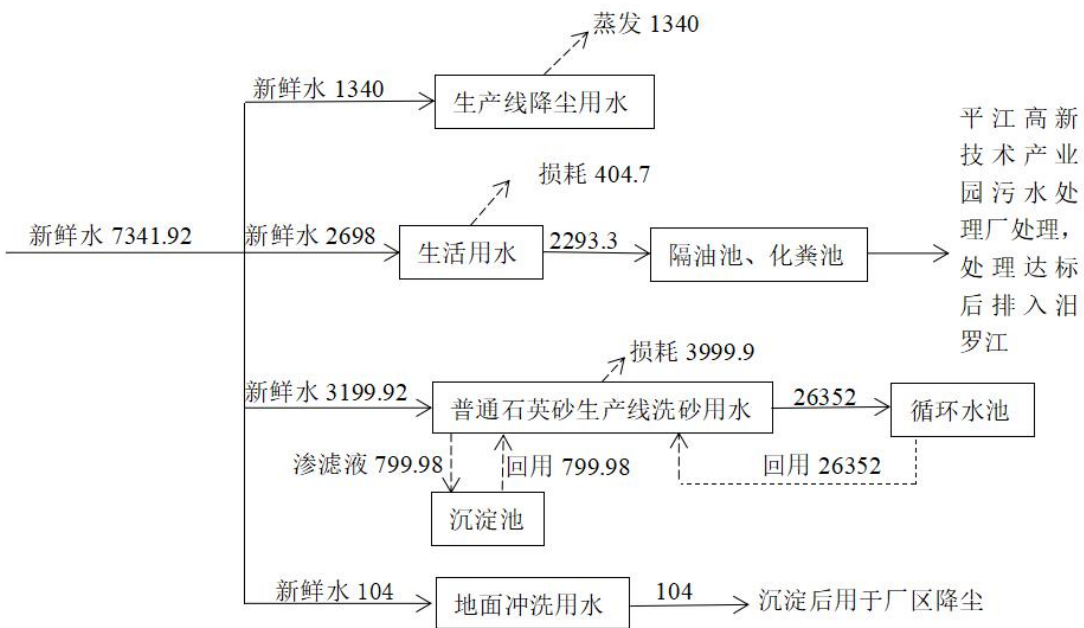 蒸发 1340
新鲜水 1340
生产线降尘用水
损耗 404.7
新鲜水 7341.92
新鲜水 2698
生活用水
2293.3
隔油池、化粪池
平江高新
技术产业
园污水处
理厂处理，
处理达标
后排入汨
罗江
损耗 3999.9
新鲜水 3199.92
普通石英砂生产线洗砂用水
26352
循环水池
渗滤液 799.98
回用 799.98
回用 26352
沉淀池
新鲜水 104
地面冲洗用水
104
沉淀后用于厂区降尘